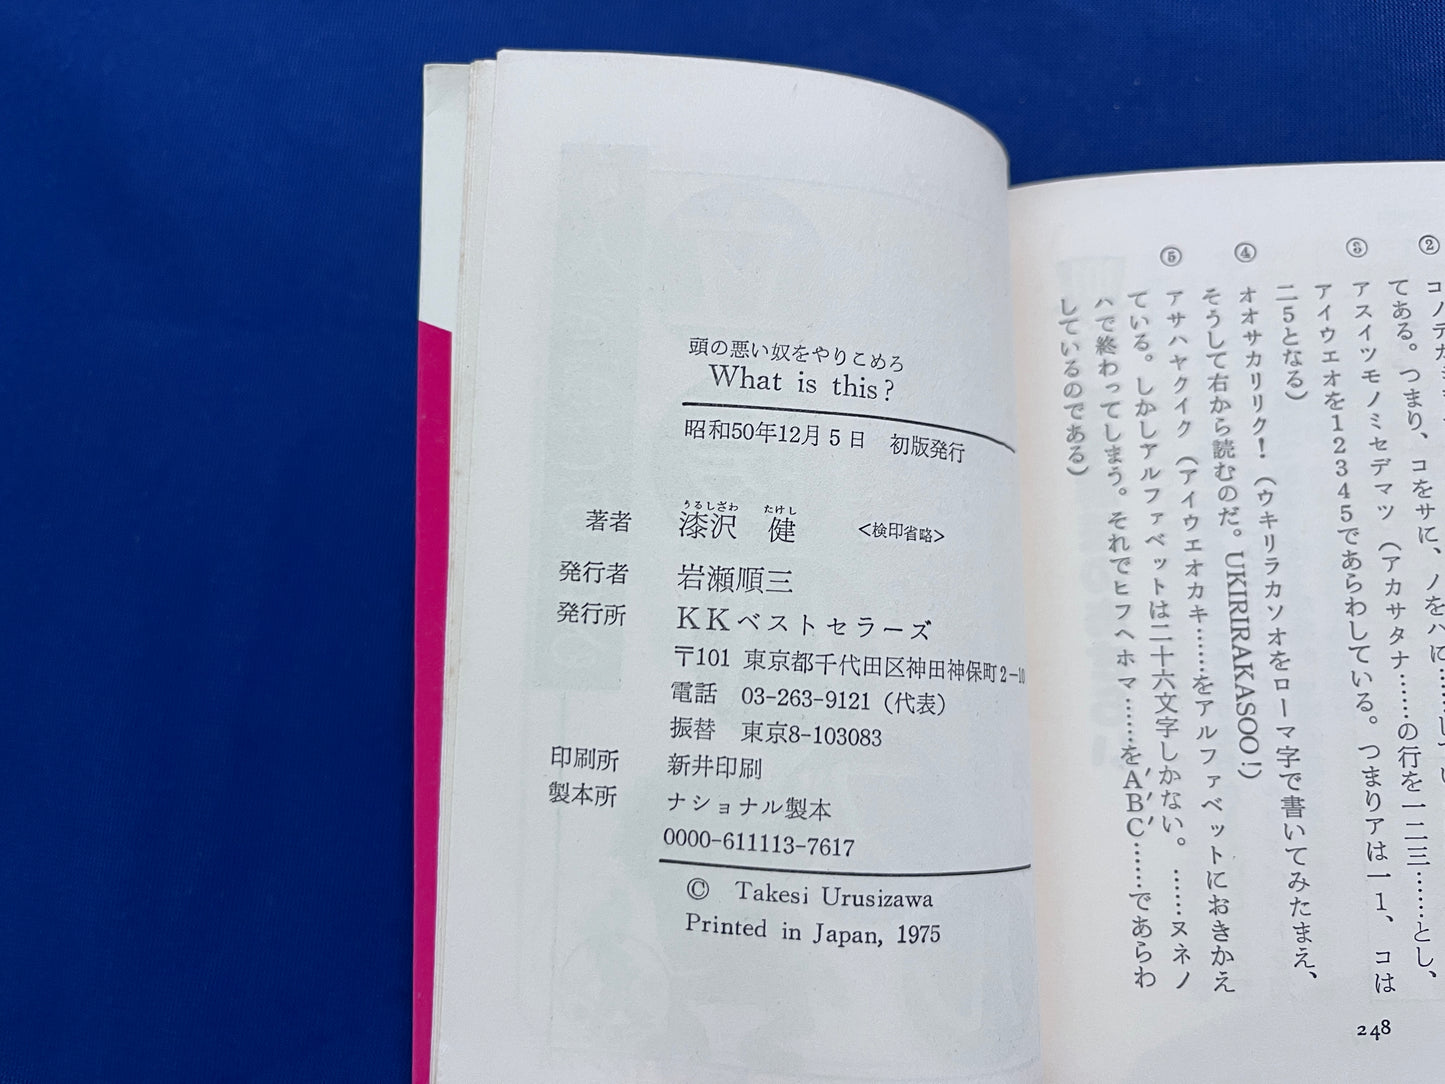 ② コノテガ
てある。つまり、コをサに、ノをハに……し
③ アスイツモノミセデマツ（アカサタナ……の行を一二三……とし、
アイウエオを12345であらわしている。つまりアは一1、コは
二5となる）
④ オオサカリリク！（ウキリラカソオをローマ字で書いてみたまえ、
そうして右から読むのだ。UKIRIRAKASOO！）
⑤ アサハヤクイク（アイウエオカキ……をアルファベットにおきかえ
ている。しかしアルファベットは二十六文字しかない。……ヌネノ
ハで終わってしまう。それでヒフヘホマ……をA′B′C′……であらわ
しているのである）
248
頭の悪い奴をやりこめろ
What is this?
昭和50年12月5日 初版発行
うるしざわ たけし
著者 漆沢 健 <検印省略>
発行者 岩瀬順三
発行所 KKベストセラーズ
〒101 東京都千代田区神田神保町2-10
電話 03-263-9121（代表）
振替 東京8-103083
印刷所 新井印刷
製本所 ナショナル製本
0000-611113-7617
© Takesi Urusizawa
Printed in Japan, 1975